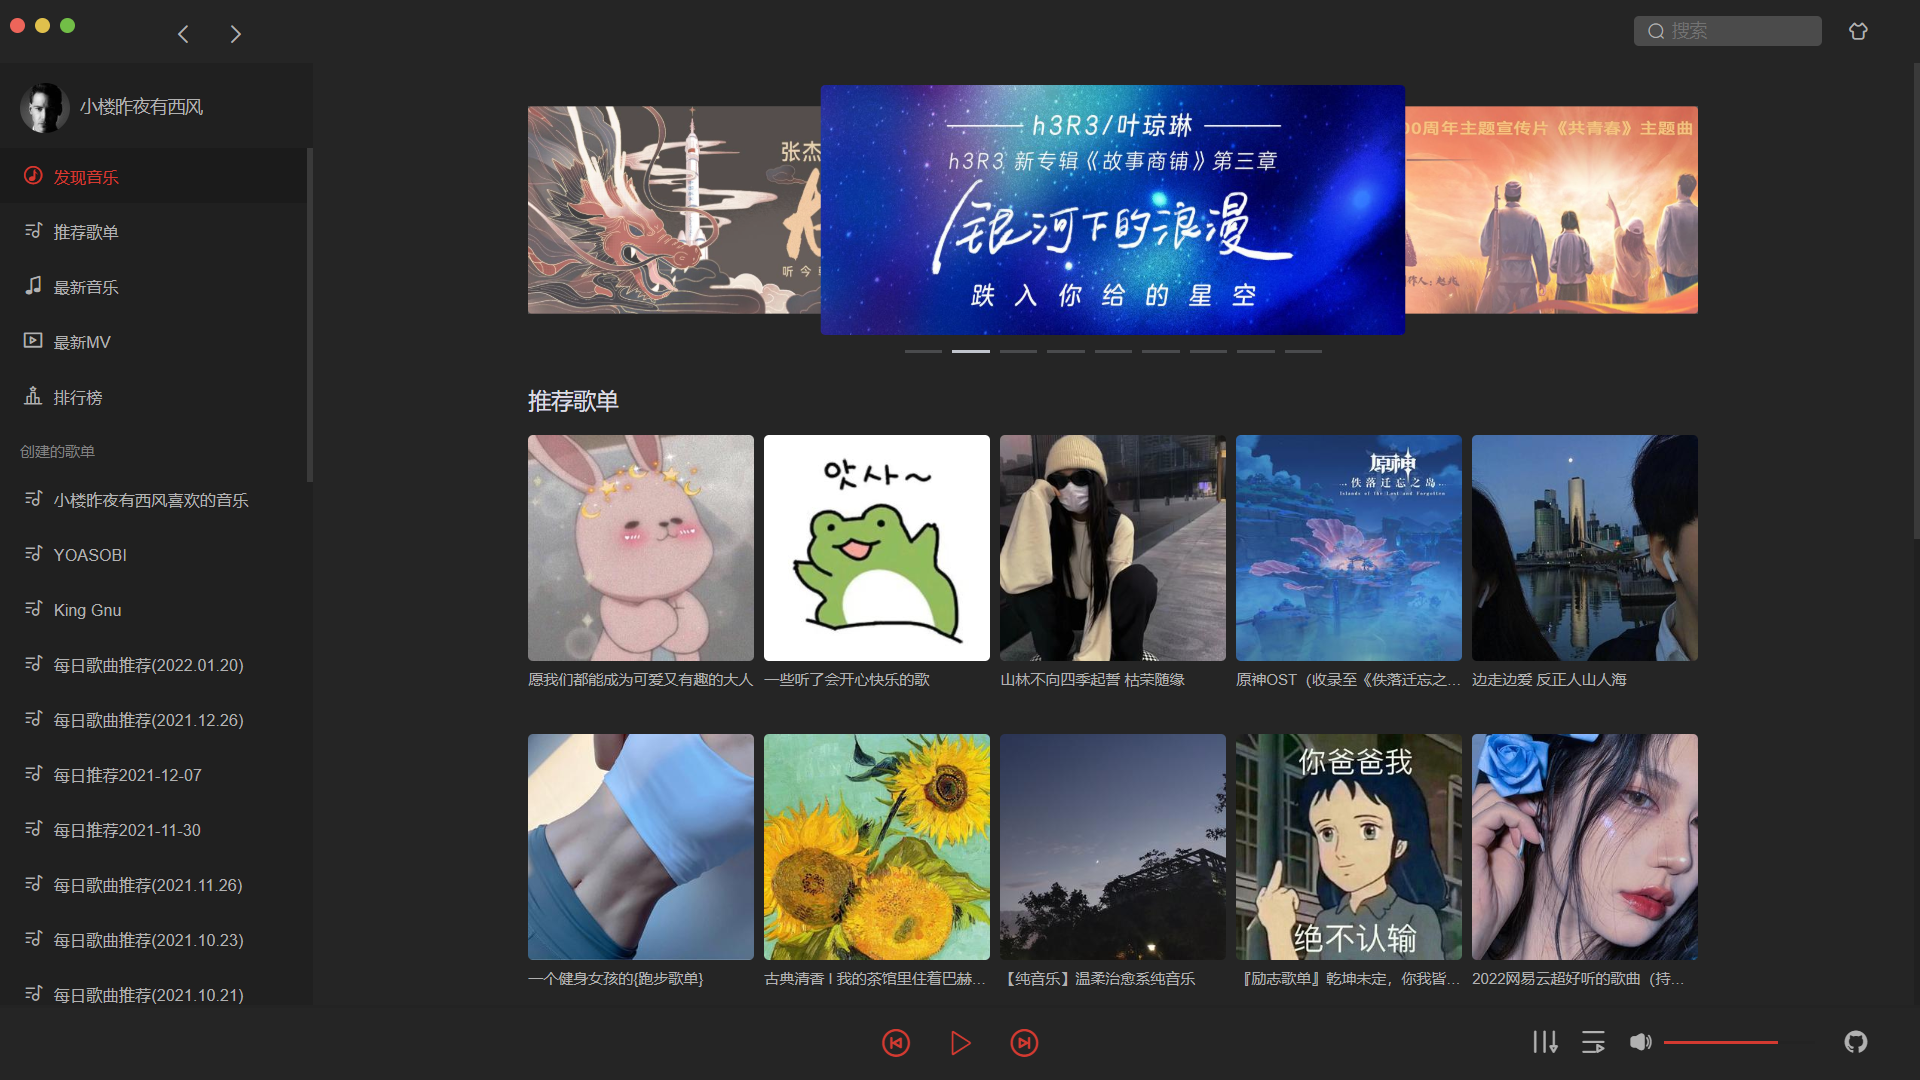 搜索
小楼昨夜有西风
发现音乐
推荐歌单
最新音乐
最新MV
排行榜
创建的歌单
小楼昨夜有西风喜欢的音乐
YOASOBI
King Gnu
每日歌曲推荐(2022.01.20)
每日歌曲推荐(2021.12.26)
每日推荐2021-12-07
每日推荐2021-11-30
每日歌曲推荐(2021.11.26)
每日歌曲推荐(2021.10.23)
每日歌曲推荐(2021.10.21)
张杰
听今
h3R3/叶琼琳
h3R3 新专辑《故事商铺》第三章
银河下的浪漫
跌入你给的星空
00周年主题宣传片《共青春》主题曲
推荐歌单
앗싸~
原神
佚落迁忘之岛
Islands of the Lost and Forgotten
愿我们都能成为可爱又有趣的大人
一些听了会开心快乐的歌
山林不向四季起誓 枯荣随缘
原神OST（收录至《佚落迁忘之...
边走边爱 反正人山人海
你爸爸我
绝不认输
一个健身女孩的{跑步歌单}
古典清香 l 我的茶馆里住着巴赫...
【纯音乐】温柔治愈系纯音乐
『励志歌单』乾坤未定，你我皆...
2022网易云超好听的歌曲（持...